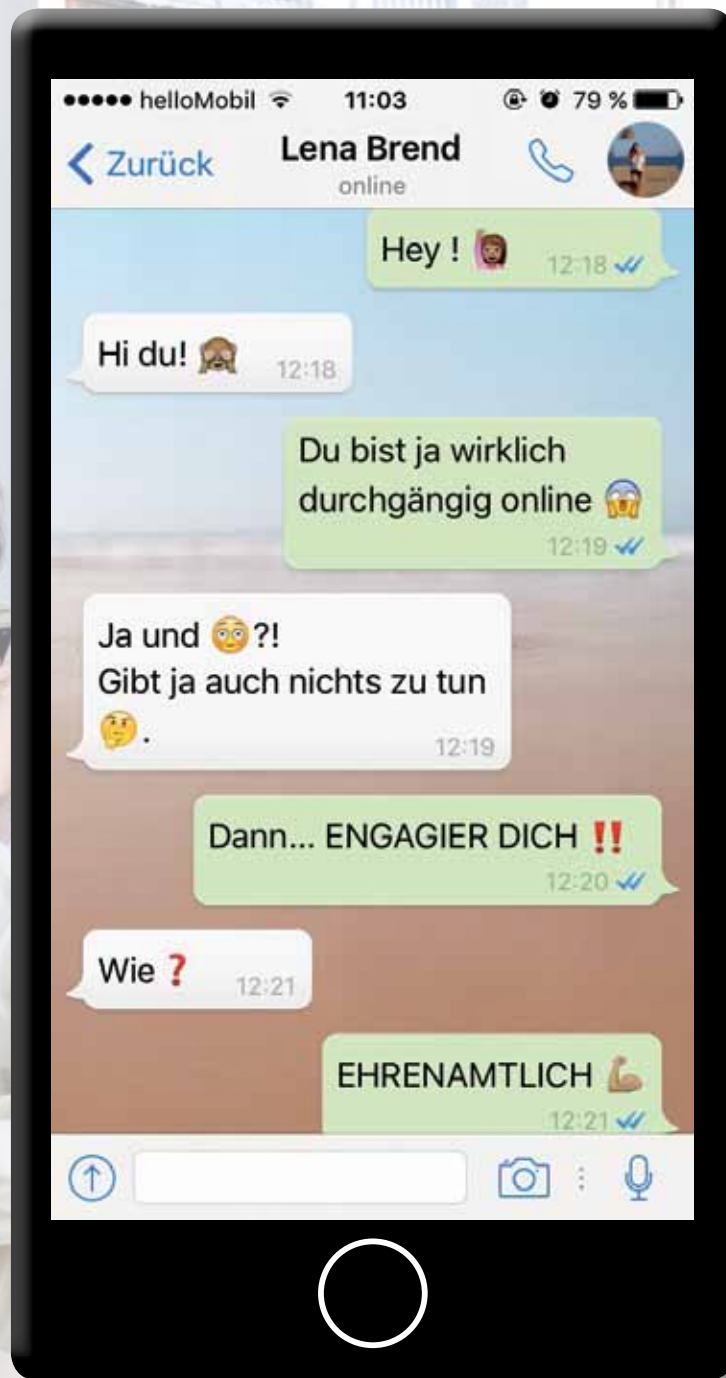 helloMobil 11:03 79 %
Zurück Lena Brend
online
Hey ! 🙋🏽 12:18
Hi du! 🙈 12:18
Du bist ja wirklich
durchgängig online 😱
12:19
Ja und 😳?!
Gibt ja auch nichts zu tun
🤔. 12:19
Dann... ENGAGIER DICH ‼️
12:20
Wie ❓ 12:21
EHRENAMTLICH 💪🏽
12:21